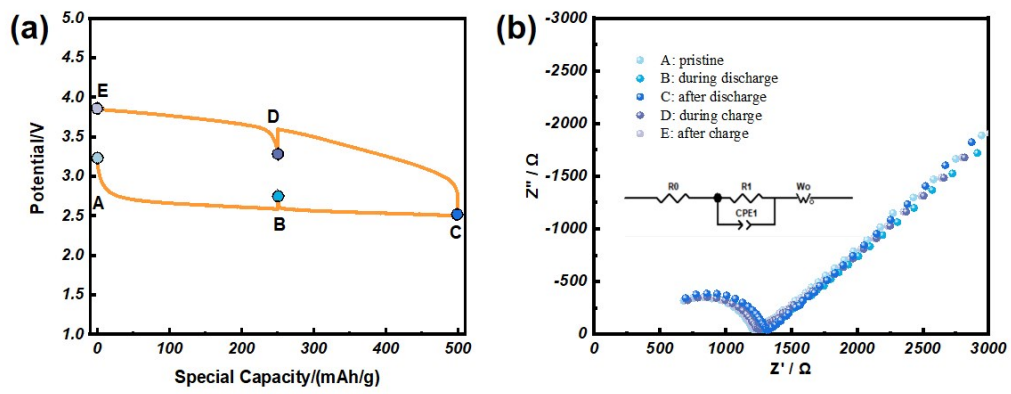 (a)
Potential/V
5.0
4.5
4.0
3.5
3.0
2.5
2.0
1.5
1.0
E
D
A
B
C
0
100
200
300
400
500
Special Capacity/(mAh/g)
(b)
Z'' / Ω
-3000
-2500
-2000
-1500
-1000
-500
0
A: pristine
B: during discharge
C: after discharge
D: during charge
E: after charge
R0
R1
Wo
CPE1
0
500
1000
1500
2000
2500
3000
Z' / Ω